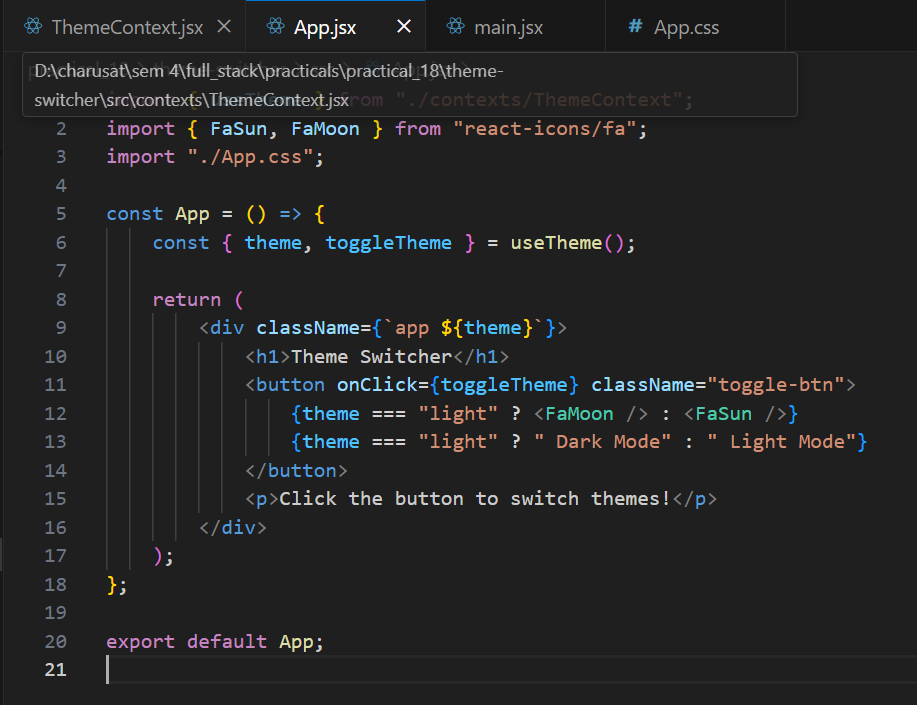 ThemeContext.jsx App.jsx main.jsx # App.css
D:\charusat\sem 4\full_stack\practicals\practical_18\theme-
switcher\src\contexts\ThemeContext.jsx
from "./contexts/ThemeContext";
2 import { FaSun, FaMoon } from "react-icons/fa";
3 import "./App.css";
4
5 const App = () => {
6 const { theme, toggleTheme } = useTheme();
7
8 return (
9 <div className={`app ${theme}`}>
10 <h1>Theme Switcher</h1>
11 <button onClick={toggleTheme} className="toggle-btn">
12 {theme === "light" ? <FaMoon /> : <FaSun />}
13 {theme === "light" ? " Dark Mode" : " Light Mode"}
14 </button>
15 <p>Click the button to switch themes!</p>
16 </div>
17 );
18 };
19
20 export default App;
21